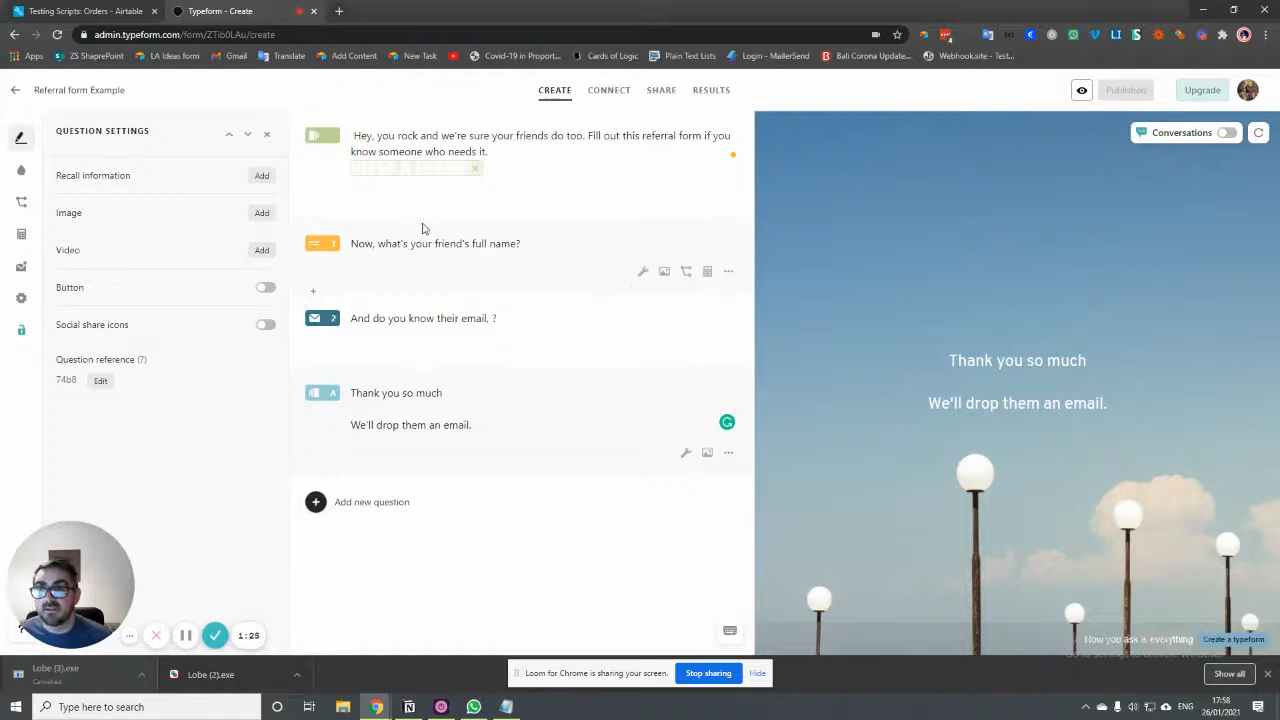 Testing Scripts: Orders - Airtable
Typeform - Create
admin.typeform.com/form/ZTib0LAu/create
Apps
ZS SharePoint
LA Ideas form
Gmail
Translate
Add Content
New Task
Covid-19 in Proport...
Cards of Logic
Plain Text Lists
Login - MailerSend
Bali Corona Update...
Webhook.site - Test...
Referral form Example
CREATE
CONNECT
SHARE
RESULTS
Published
Upgrade
QUESTION SETTINGS
Recall information
Add
Image
Add
Video
Add
Button
Social share icons
Question reference (?)
74b8
Edit
Hey, you rock and we're sure your friends do too. Fill out this referral form if you
know someone who needs it.
1
Now, what's your friend's full name?
2
And do you know their email, ?
A
Thank you so much
We'll drop them an email.
Add new question
Conversations
Thank you so much
We'll drop them an email.
How you ask is everything
Create a typeform
1:25
Lobe (3).exe
Cancelled
Lobe (2).exe
Loom for Chrome is sharing your screen.
Stop sharing
Hide
Show all
Type here to search
ENG
17:58
26/01/2021